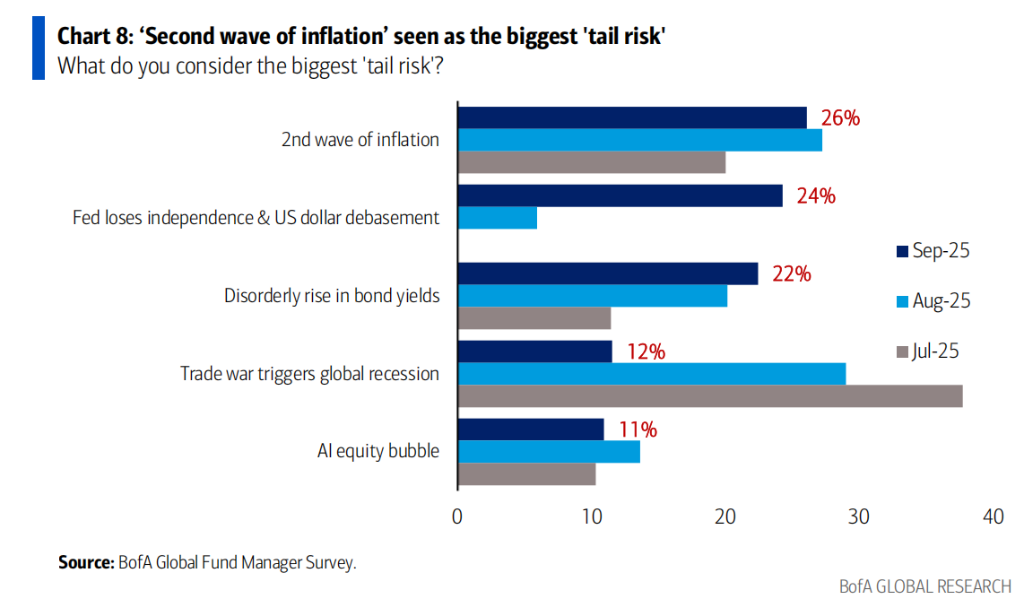 Chart 8: ‘Second wave of inflation’ seen as the biggest 'tail risk'
What do you consider the biggest 'tail risk'?
2nd wave of inflation
26%
Fed loses independence & US dollar debasement
24%
Disorderly rise in bond yields
22%
Trade war triggers global recession
12%
AI equity bubble
11%
Sep-25
Aug-25
Jul-25
0 10 20 30 40
Source: BofA Global Fund Manager Survey.
BofA GLOBAL RESEARCH